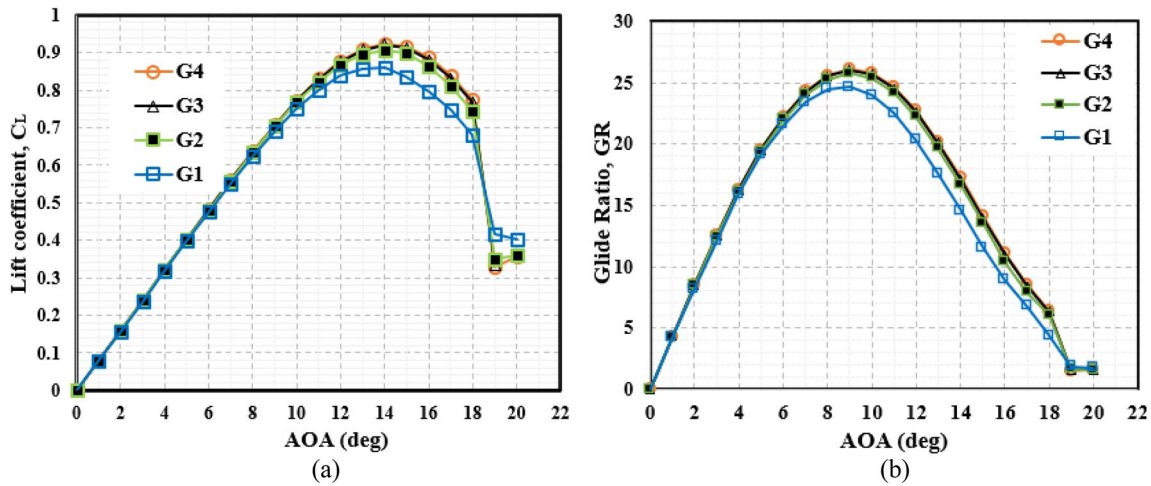 1
0.9
0.8
0.7
0.6
0.5
0.4
0.3
0.2
0.1
0
Lift coefficient, CL
G4
G3
G2
G1
0 2 4 6 8 10 12 14 16 18 20 22
AOA (deg)
(a)
30
25
20
15
10
5
0
Glide Ratio, GR
G4
G3
G2
G1
0 2 4 6 8 10 11 12 14 16 18 20 22
AOA (deg)
(b)